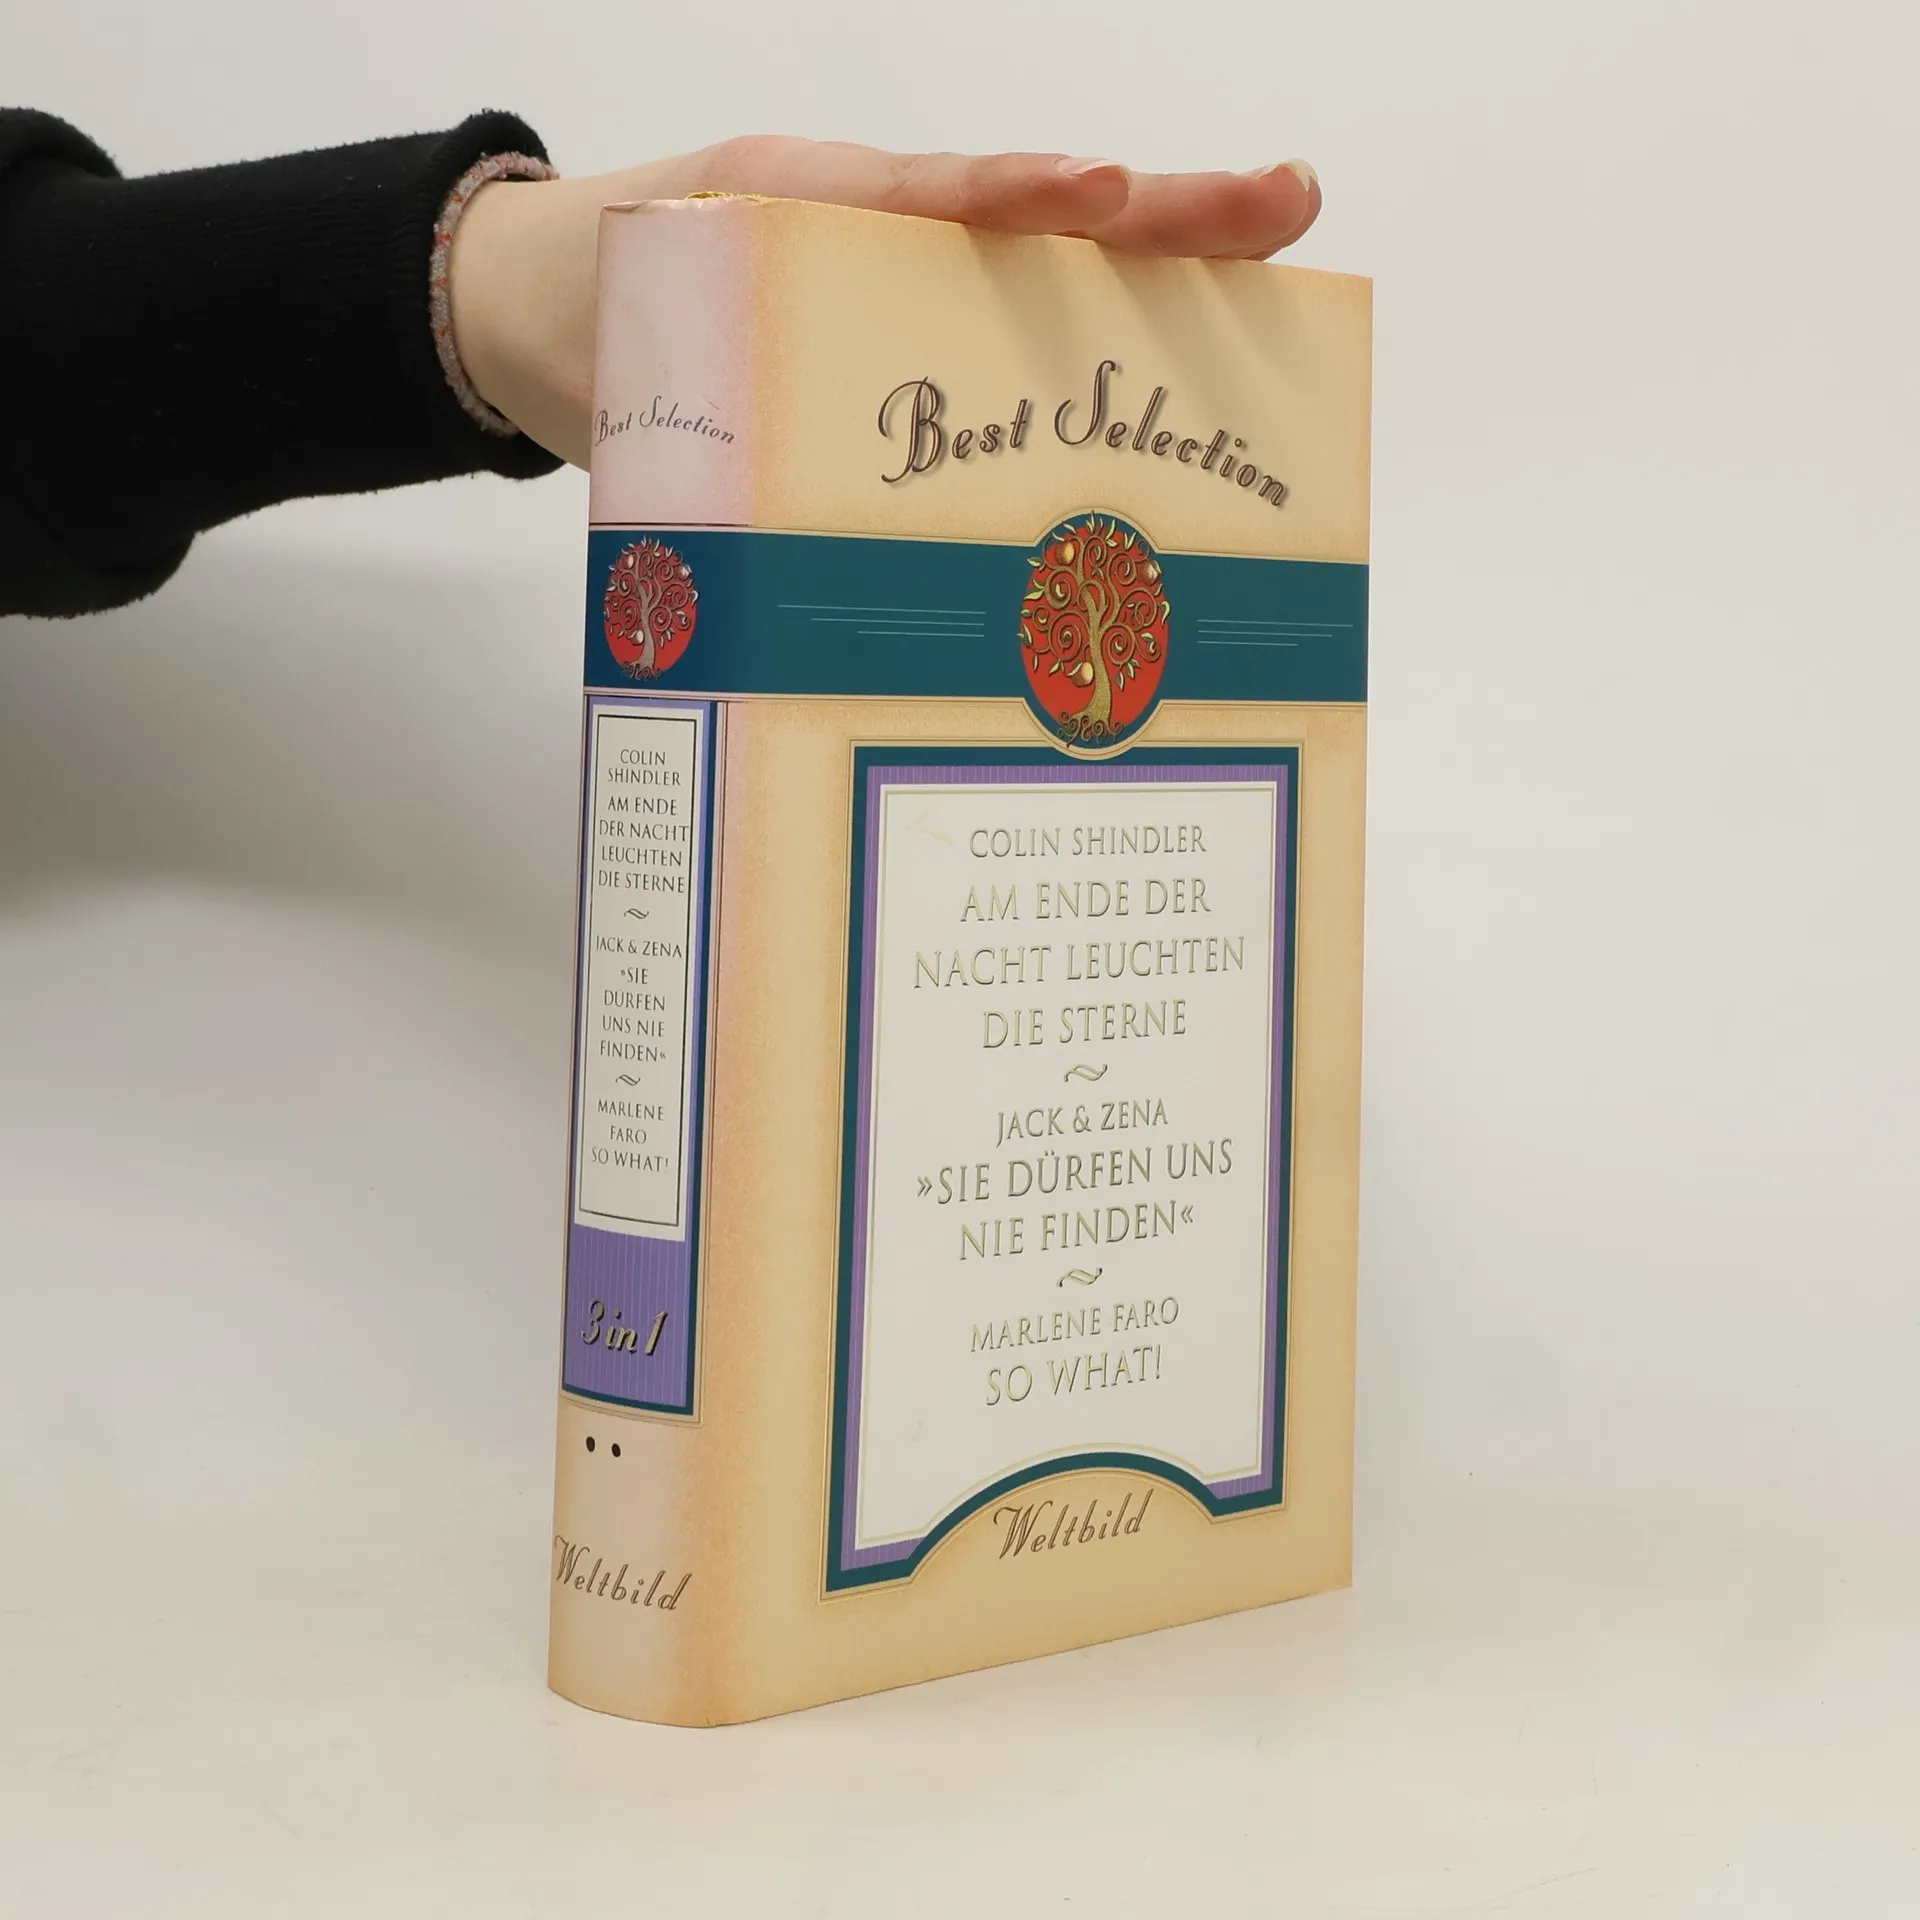 Best Selection
COLIN
SHINDLER
AM ENDE
DER NACHT
LEUCHTEN
DIE STERNE
JACK & ZENA
»SIE
DÜRFEN
UNS NIE
FINDEN«
MARLENE
FARO
SO WHAT!
3 in 1
Weltbild
Best Selection
COLIN SHINDLER
AM ENDE DER
NACHT LEUCHTEN
DIE STERNE
JACK & ZENA
»SIE DÜRFEN UNS
NIE FINDEN«
MARLENE FARO
SO WHAT!
Weltbild